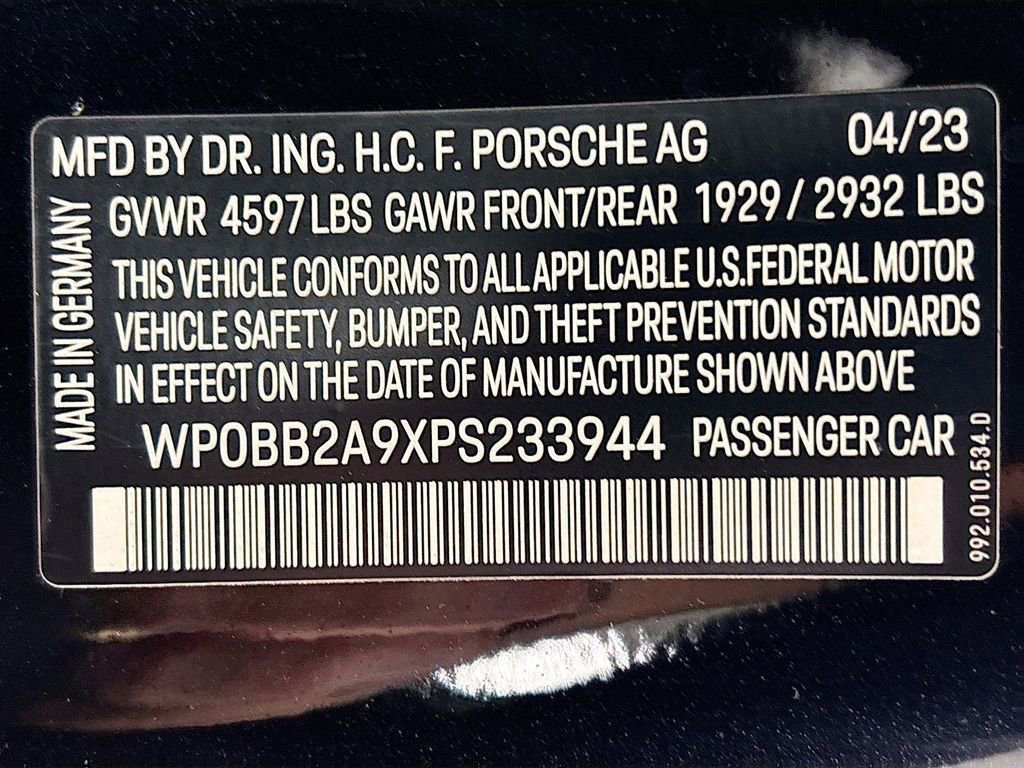 MFD BY DR. ING. H.C. F. PORSCHE AG 04/23
GVWR 4597 LBS GAWR FRONT/REAR 1929 / 2932 LBS
THIS VEHICLE CONFORMS TO ALL APPLICABLE U.S.FEDERAL MOTOR
VEHICLE SAFETY, BUMPER, AND THEFT PREVENTION STANDARDS
IN EFFECT ON THE DATE OF MANUFACTURE SHOWN ABOVE
WP0BB2A9XPS233944 PASSENGER CAR
MADE IN GERMANY
992.010.534.D